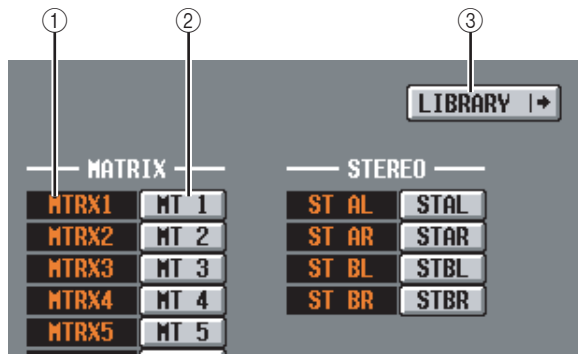 ① ② ③
LIBRARY
MATRIX STEREO
MTRX1 MT 1 ST AL STAL
MTRX2 MT 2 ST AR STAR
MTRX3 MT 3 ST BL STBL
MTRX4 MT 4 ST BR STBR
MTRX5 MT 5